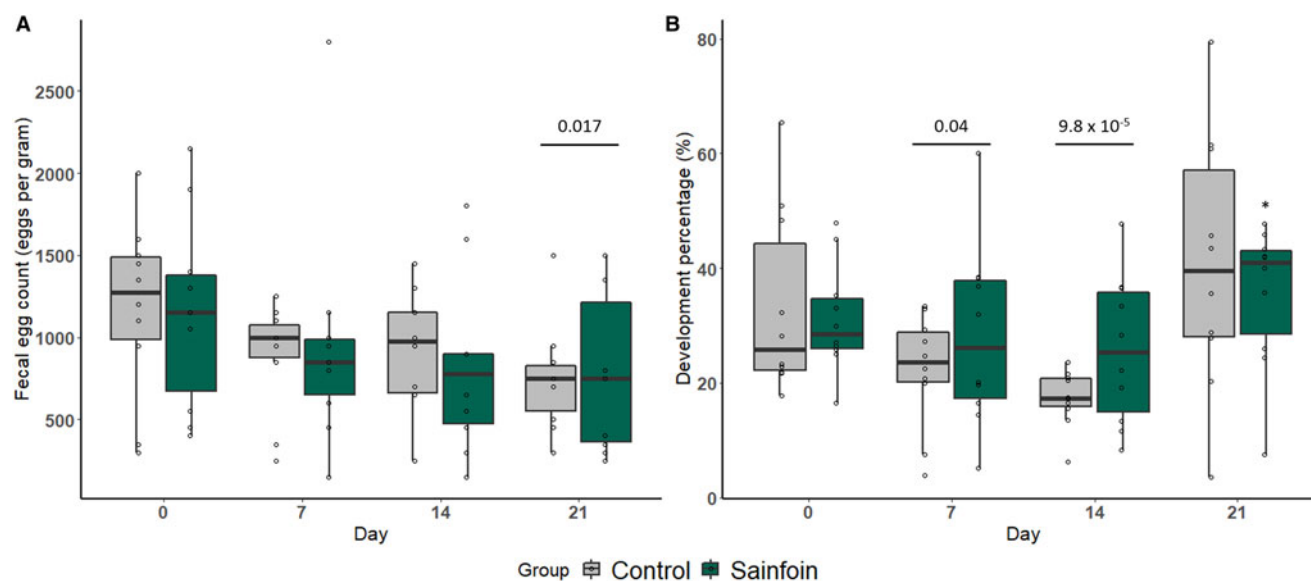 A
Fecal egg count (eggs per gram)
2500
2000
1500
1000
500
0.017
0
7
14
21
Day
B
Development percentage (%)
80
60
40
20
0
0.04
9.8 x 10⁻⁵
*
0
7
14
21
Day
Group Control Sainfoin